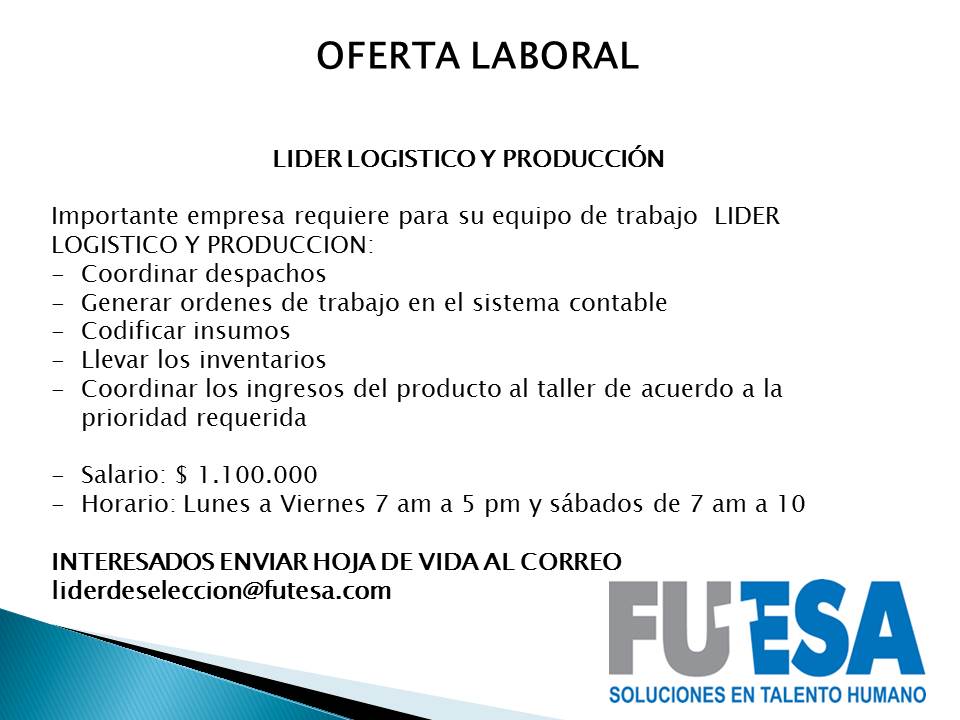 OFERTA LABORAL
LIDER LOGISTICO Y PRODUCCIÓN
Importante empresa requiere para su equipo de trabajo LIDER
LOGISTICO Y PRODUCCION:
- Coordinar despachos
- Generar ordenes de trabajo en el sistema contable
- Codificar insumos
- Llevar los inventarios
- Coordinar los ingresos del producto al taller de acuerdo a la
prioridad requerida
- Salario: $ 1.100.000
- Horario: Lunes a Viernes 7 am a 5 pm y sábados de 7 am a 10
INTERESADOS ENVIAR HOJA DE VIDA AL CORREO
liderdeseleccion@futesa.com
FUTESA
SOLUCIONES EN TALENTO HUMANO